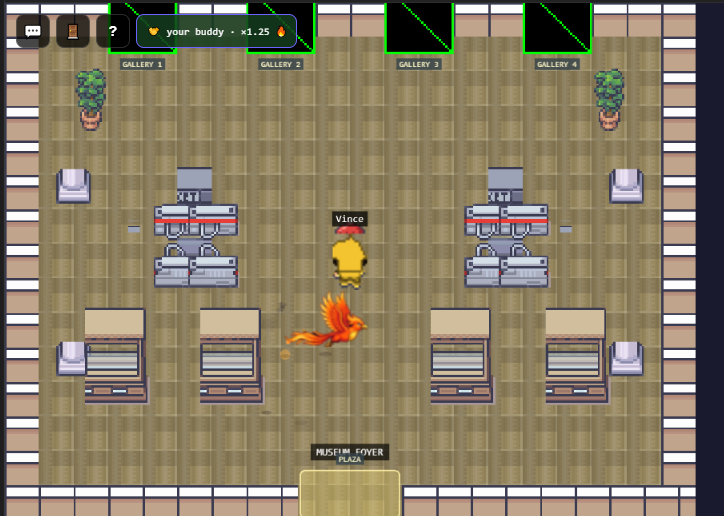 ?
your buddy · ×1.25
GALLERY 1
GALLERY 2
GALLERY 3
GALLERY 4
Vince
MUSEUM FOYER
PLAZA